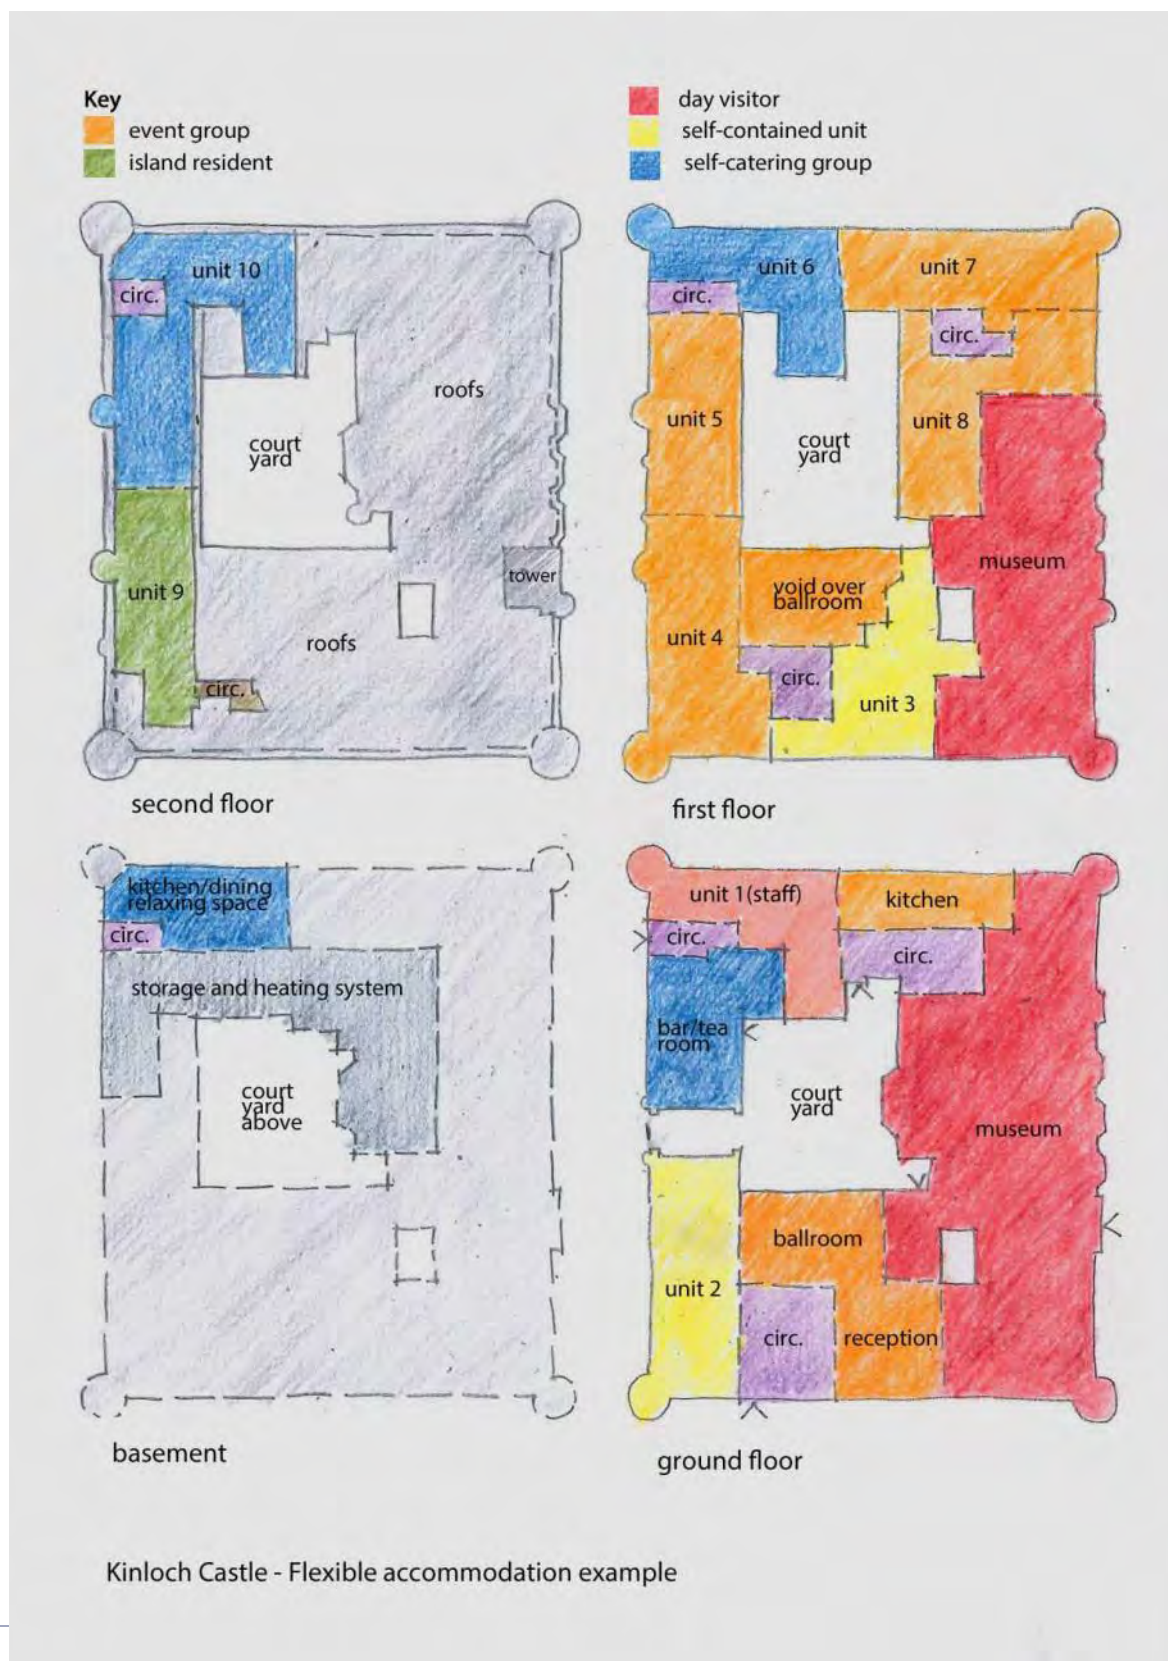 Key
event group
island resident
day visitor
self-contained unit
self-catering group
unit 10
circ.
roofs
court
yard
unit 9
tower
roofs
circ.
second floor
unit 6
unit 7
circ.
circ.
unit 5
unit 8
court
yard
museum
void over
ballroom
unit 4
circ.
unit 3
first floor
kitchen/dining
relaxing space
circ.
storage and heating system
court
yard
above
basement
unit 1(staff)
kitchen
circ.
circ.
bar/tea
room
court
yard
museum
ballroom
unit 2
circ.
reception
ground floor
Kinloch Castle - Flexible accommodation example